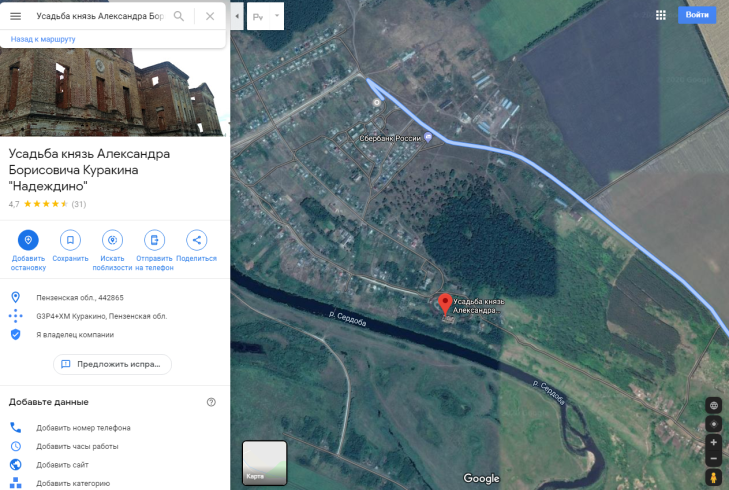 Усадьба князь Александра Бор
Назад к маршруту
Усадьба князь Александра
Борисовича Куракина
"Надеждино"
4,7 (31)
Добавить остановку
Сохранить
Искать поблизости
Отправить на телефон
Поделиться
Пензенская обл., 442865
G3P4+XM Куракино, Пензенская обл.
Я владелец компании
Предложить испра...
Добавьте данные
Добавить номер телефона
Добавить часы работы
Добавить сайт
Добавить категорию
Войти
Сбербанк России
Усадьба князь
Александра...
р. Сердоба
р. Сердоба
Карта
Google